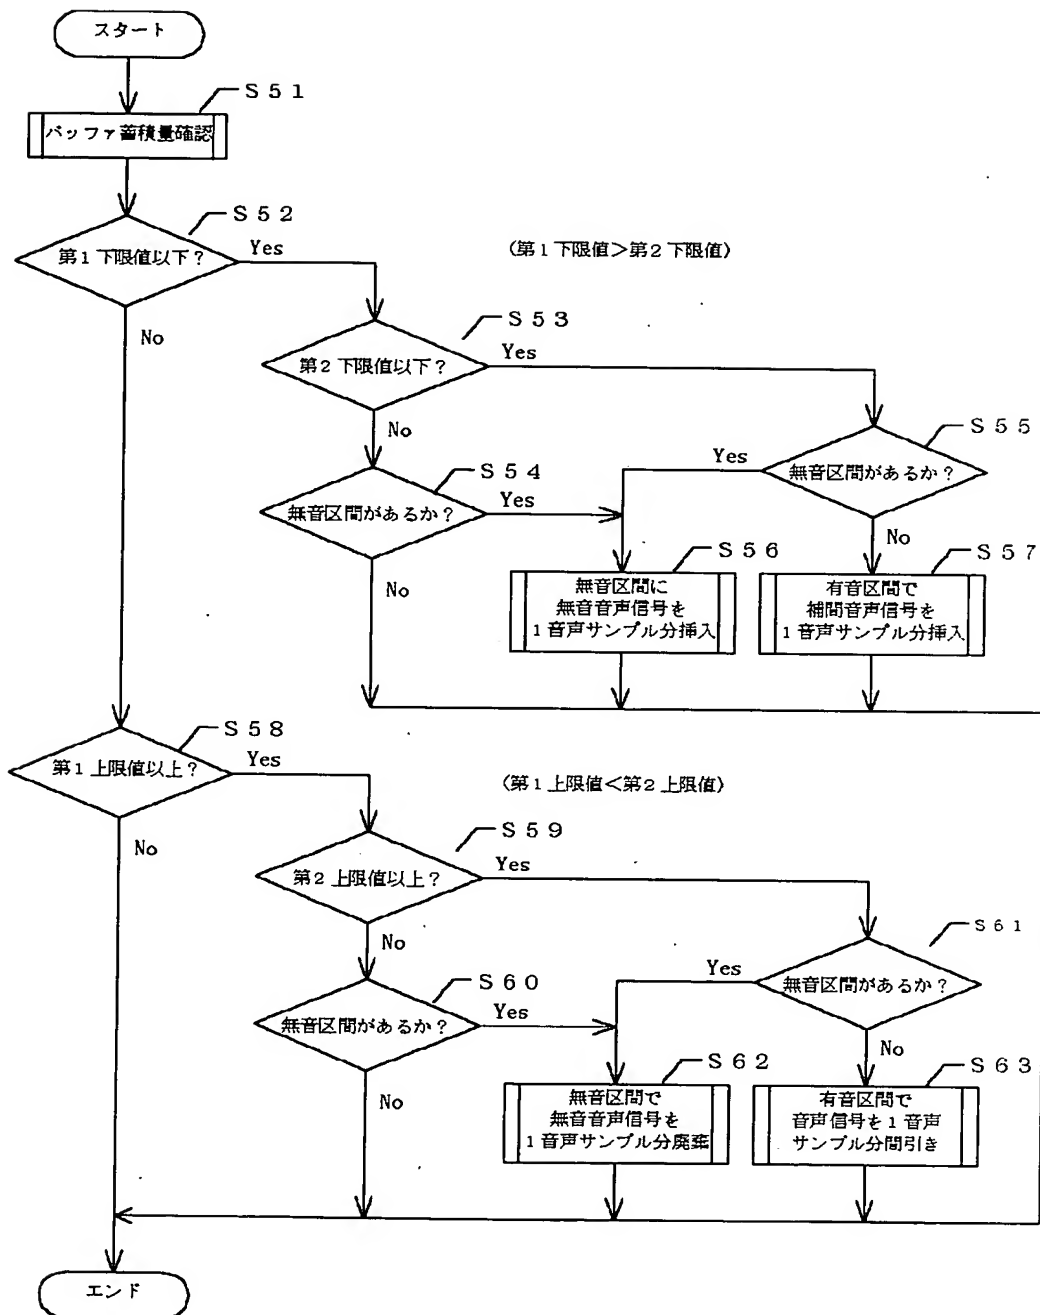 スタート
S51
バッファ蓄積量確認
S52
第1下限値以下?
Yes
No
(第1下限値>第2下限値)
S53
第2下限値以下?
Yes
No
S54
無音区間があるか?
Yes
No
S55
無音区間があるか?
Yes
No
S56
無音区間に
無音音声信号を
1音声サンプル分挿入
S57
有音区間で
補間音声信号を
1音声サンプル分挿入
S58
第1上限値以上?
Yes
No
(第1上限値<第2上限値)
S59
第2上限値以上?
Yes
No
S60
無音区間があるか?
Yes
No
S61
無音区間があるか?
Yes
No
S62
無音区間で
無音音声信号を
1音声サンプル分廃棄
S63
有音区間で
音声信号を1音声
サンプル分間引き
エンド